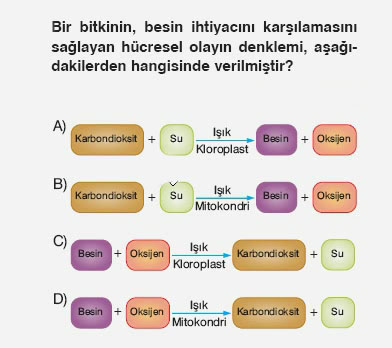 Bir bitkinin, besin ihtiyacını karşılamasını
sağlayan hücresel olayın denklemi, aşağı-
dakilerden hangisinde verilmiştir?
A) Karbondioksit + Su Işık Kloroplast Besin + Oksijen
B) Karbondioksit + Su Işık Mitokondri Besin + Oksijen
C) Besin + Oksijen Işık Kloroplast Karbondioksit + Su
D) Besin + Oksijen Işık Mitokondri Karbondioksit + Su